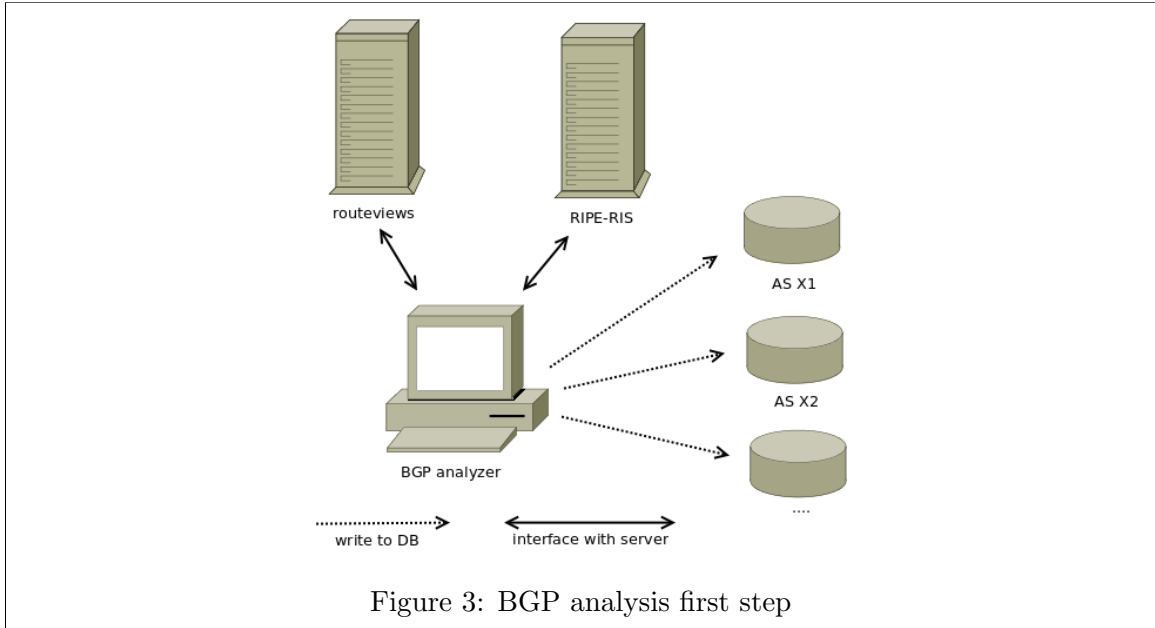 routeviews
RIPE-RIS
AS X1
AS X2
....
BGP analyzer
write to DB
interface with server
Figure 3: BGP analysis first step